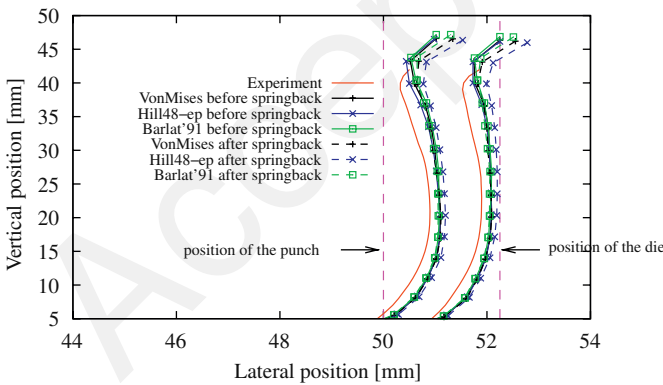 50
45
40
35
30
25
20
15
10
5
Vertical position [mm]
Experiment
VonMises before springback
Hill48-ep before springback
Barlat'91 before springback
VonMises after springback
Hill48-ep after springback
Barlat'91 after springback
position of the punch
position of the die
44 46 48 50 52 54
Lateral position [mm]
Accep